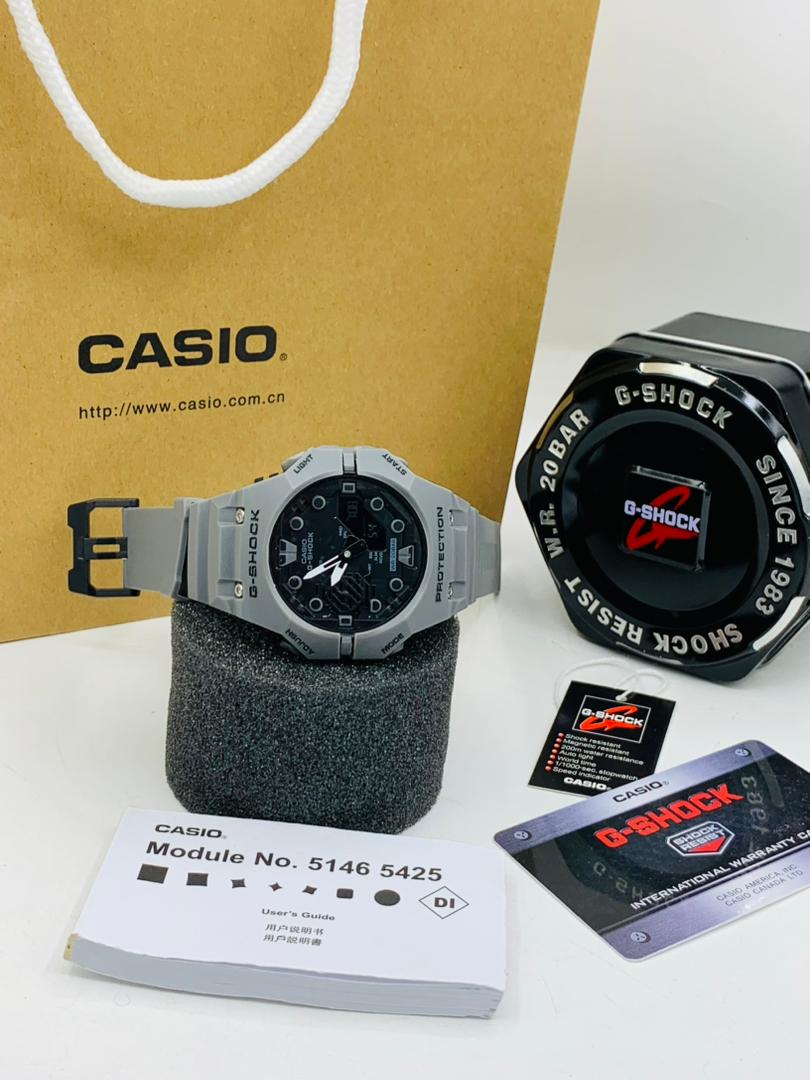 CASIO®
http://www.casio.com.cn
LIGHT
START
G-SHOCK
CASIO
G-SHOCK
PROTECTION
ADJUST
MODE
G-SHOCK
SINCE 1983
SHOCK RESIST
W.R. 20BAR
G-SHOCK
G-SHOCK
Shock resistant
Magnetic resistant
200m water resistance
Auto light
World time
1/1000-sec. stopwatch
Speed indicator
CASIO®
CASIO®
G-SHOCK
SHOCK
RESIST
INTERNATIONAL WARRANTY
CASIO AMERICA, INC
CASIO CANADA, LTD
CASIO®
Module No. 5146 5425
DI
User's Guide
用户说明书
用戶説明書